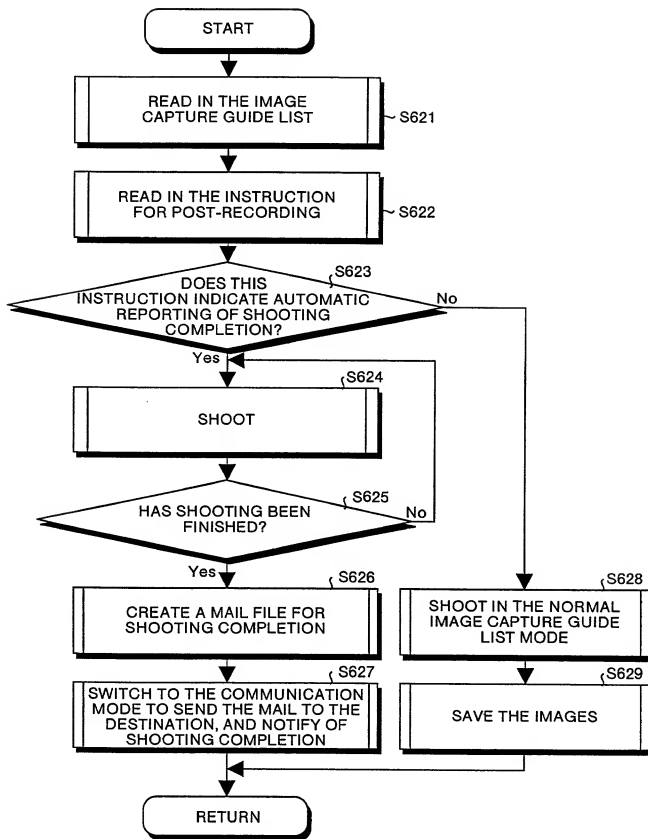 START
READ IN THE IMAGE
CAPTURE GUIDE LIST
S621
READ IN THE INSTRUCTION
FOR POST-RECORDING
S622
S623
DOES THIS
INSTRUCTION INDICATE AUTOMATIC
REPORTING OF SHOOTING
COMPLETION?
No
Yes
S624
SHOOT
S625
HAS SHOOTING BEEN
FINISHED?
No
Yes
S626
CREATE A MAIL FILE FOR
SHOOTING COMPLETION
S628
SHOOT IN THE NORMAL
IMAGE CAPTURE GUIDE
LIST MODE
S627
SWITCH TO THE COMMUNICATION
MODE TO SEND THE MAIL TO THE
DESTINATION, AND NOTIFY OF
SHOOTING COMPLETION
S629
SAVE THE IMAGES
RETURN